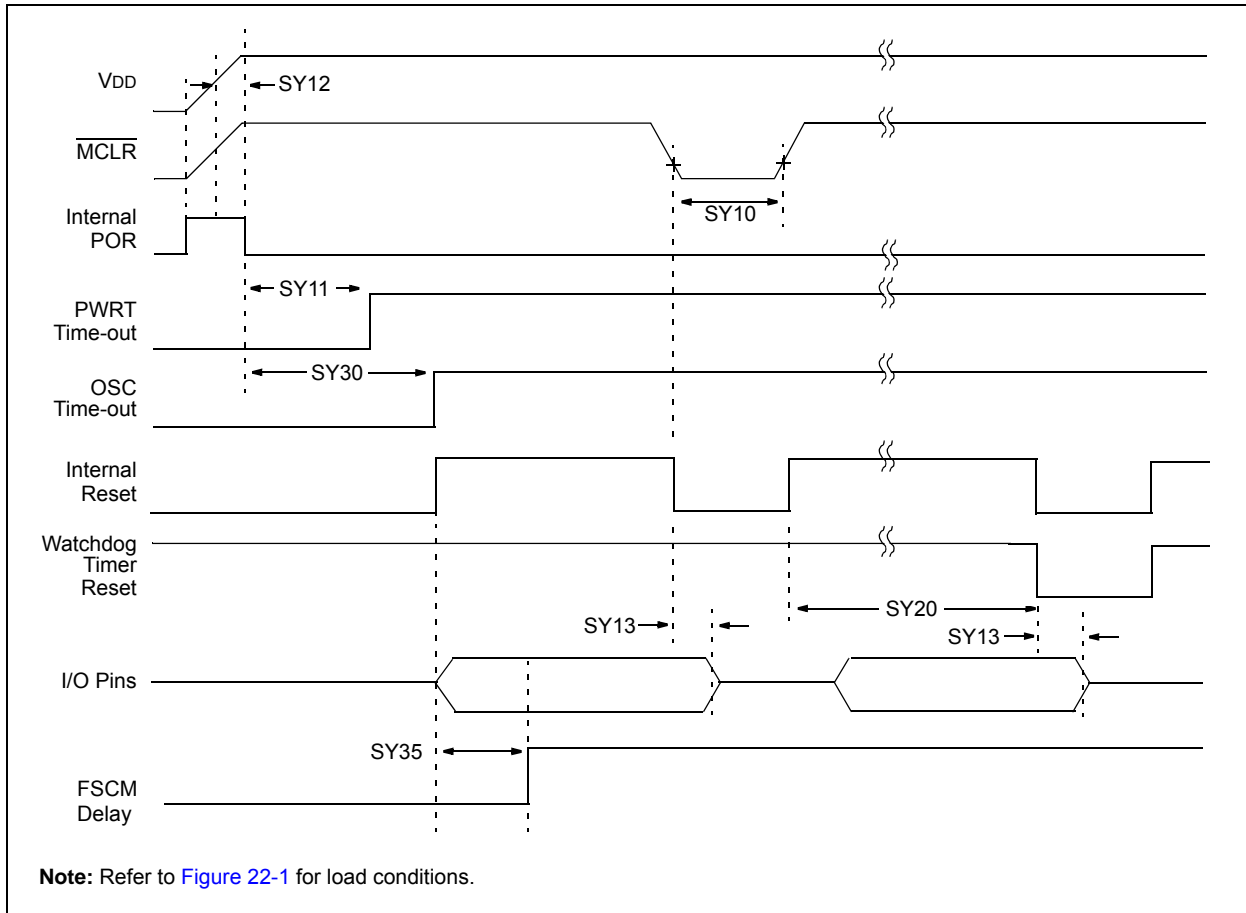 VDD
SY12
MCLR
SY10
Internal
POR
SY11
PWRT
Time-out
SY30
OSC
Time-out
Internal
Reset
Watchdog
Timer
Reset
SY20
SY13
SY13
I/O Pins
SY35
FSCM
Delay
Note: Refer to Figure 22-1 for load conditions.